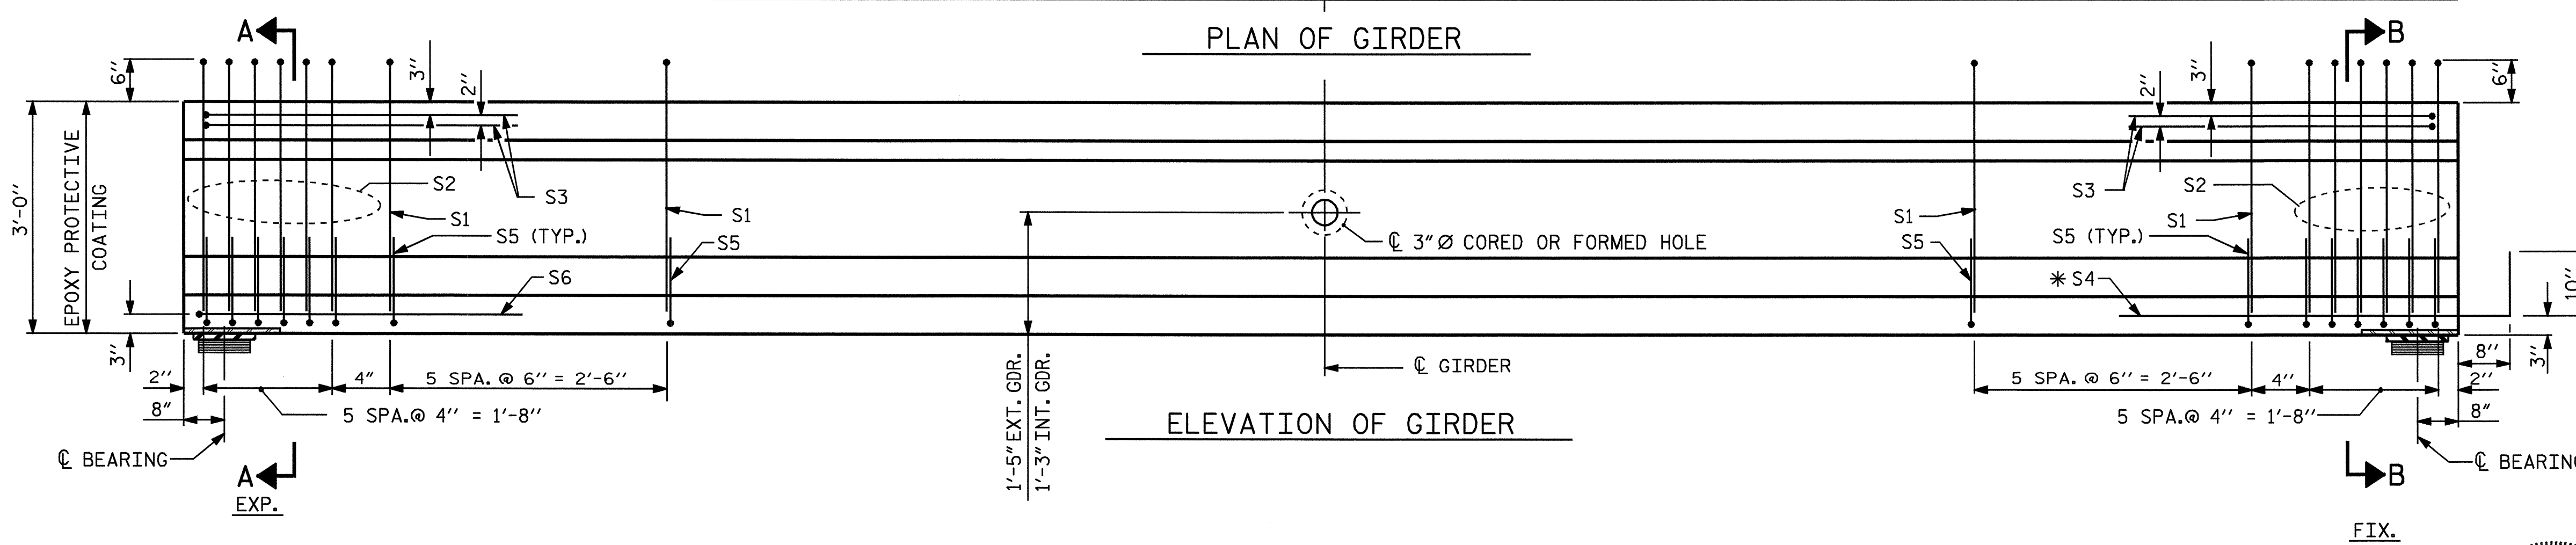 PLAN OF GIRDER
A
B
6"
3"
2"
2"
3"
6"
3'-0"
EPOXY PROTECTIVE
COATING
S2
S3
S1
S5 (TYP.)
S6
S1
S5
℄ 3" Ø CORED OR FORMED HOLE
S3
S2
S1
S5
S1
S5 (TYP.)
* S4
10"
3"
3"
8"
2"
4"
5 SPA. @ 6" = 2'-6"
8"
5 SPA.@ 4" = 1'-8"
℄ BEARING
1'-5" EXT. GDR.
1'-3" INT. GDR.
℄ GIRDER
ELEVATION OF GIRDER
5 SPA. @ 6" = 2'-6"
4"
2"
5 SPA.@ 4" = 1'-8"
8"
℄ BEARING
A
EXP.
B
FIX.